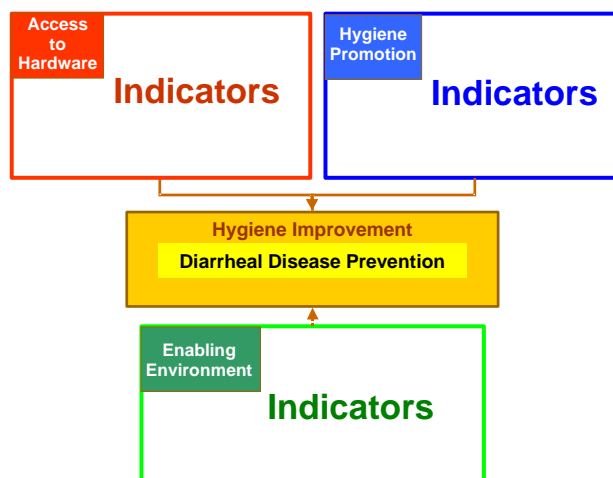 Access
to
Hardware
Indicators
Hygiene
Promotion
Indicators
Hygiene Improvement
Diarrheal Disease Prevention
Enabling
Environment
Indicators